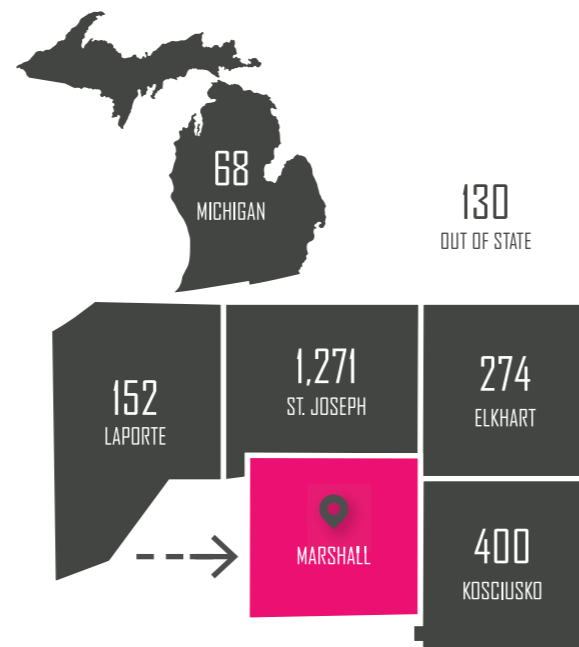 68
MICHIGAN
130
OUT OF STATE
152
LAPORTE
1,271
ST. JOSEPH
274
ELKHART
MARSHALL
400
KOSCIUSKO